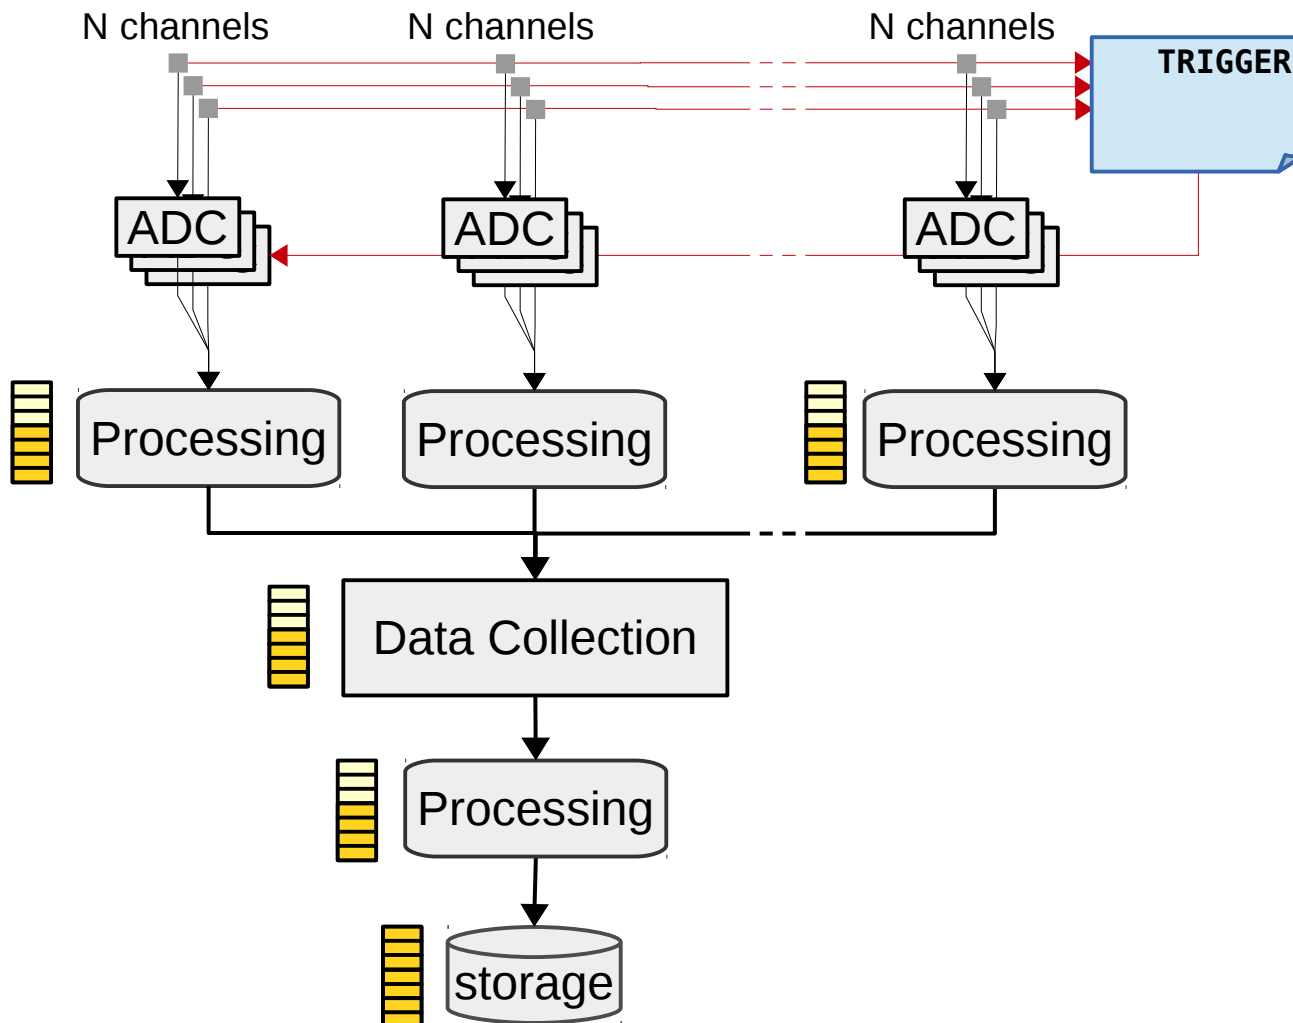 N channels
N channels
N channels
TRIGGER
ADC
ADC
ADC
Processing
Processing
Processing
Data Collection
Processing
storage